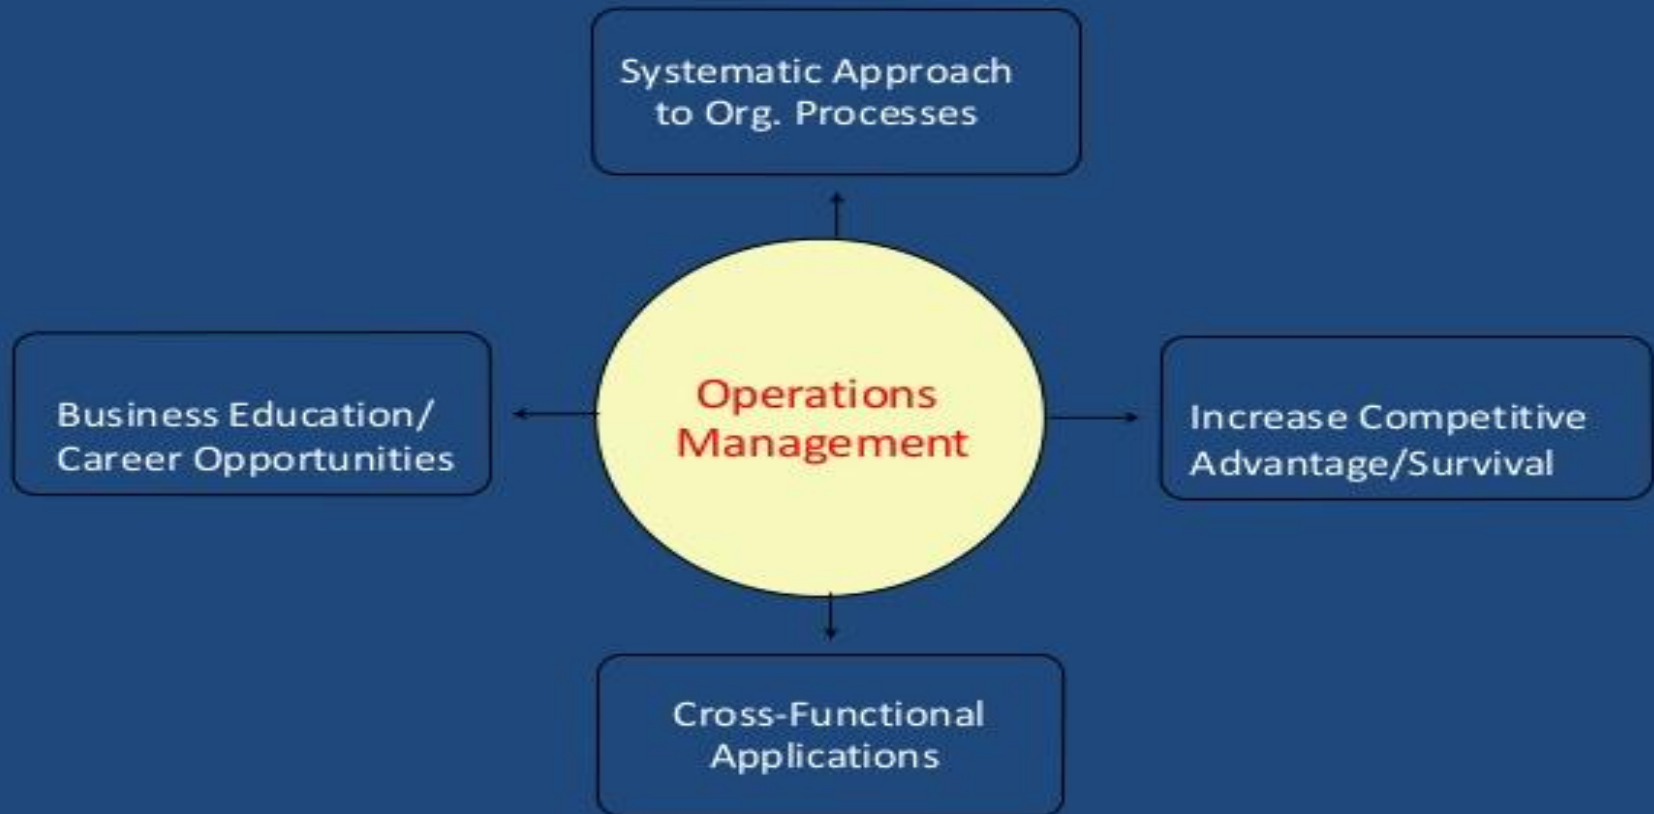 Systematic Approach
to Org. Processes
Operations
Management
Business Education/
Career Opportunities
Increase Competitive
Advantage/Survival
Cross-Functional
Applications